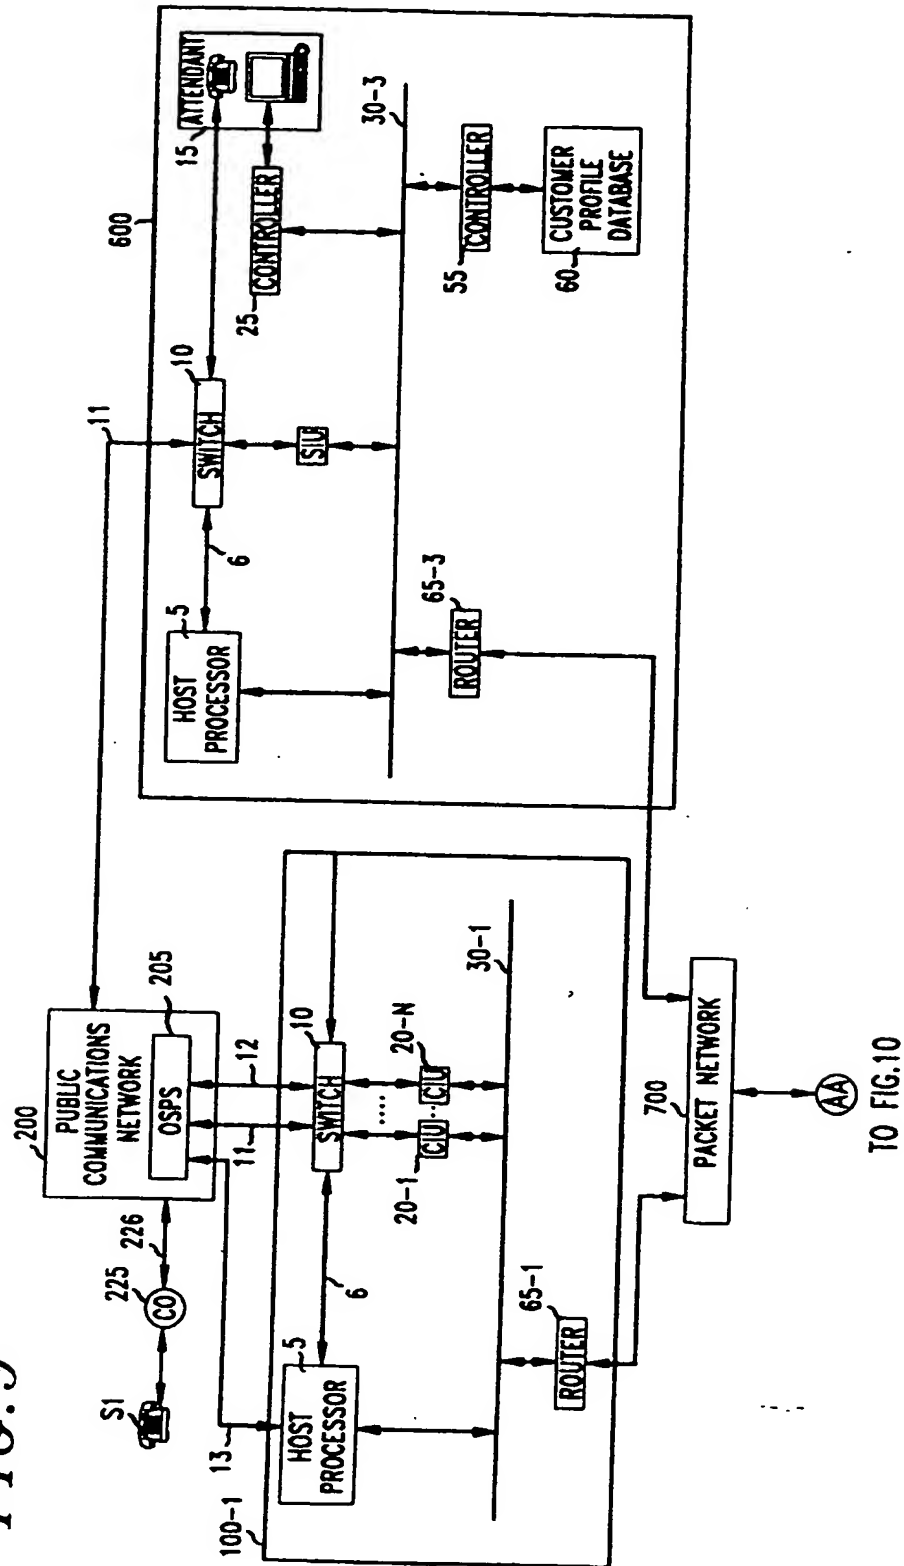 FIG.9
S1
225
CO
226
200
PUBLIC
COMMUNICATIONS
NETWORK
205
OSPS
11
13
11
12
100-1
5
HOST
PROCESSOR
6
10
SWITCH
20-1
CIU
.....
..
20-N
CIU
30-1
65-1
ROUTER
600
5
HOST
PROCESSOR
6
10
SWITCH
SIU
15
ATTENDANT
25
CONTROLLER
30-3
55
CONTROLLER
60
CUSTOMER
PROFILE
DATABASE
65-3
ROUTER
700
PACKET NETWORK
AA
TO FIG.10